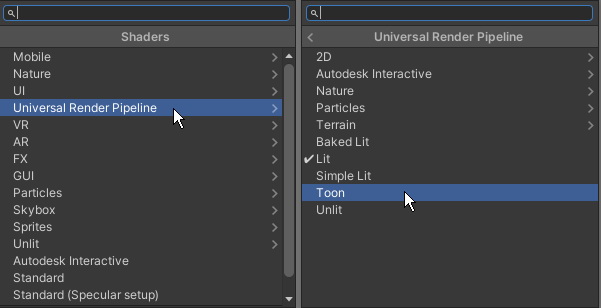 Shaders
Mobile
Nature
UI
Universal Render Pipeline
VR
AR
FX
GUI
Particles
Skybox
Sprites
Unlit
Autodesk Interactive
Standard
Standard (Specular setup)
Universal Render Pipeline
2D
Autodesk Interactive
Nature
Particles
Terrain
Baked Lit
Lit
Simple Lit
Toon
Unlit